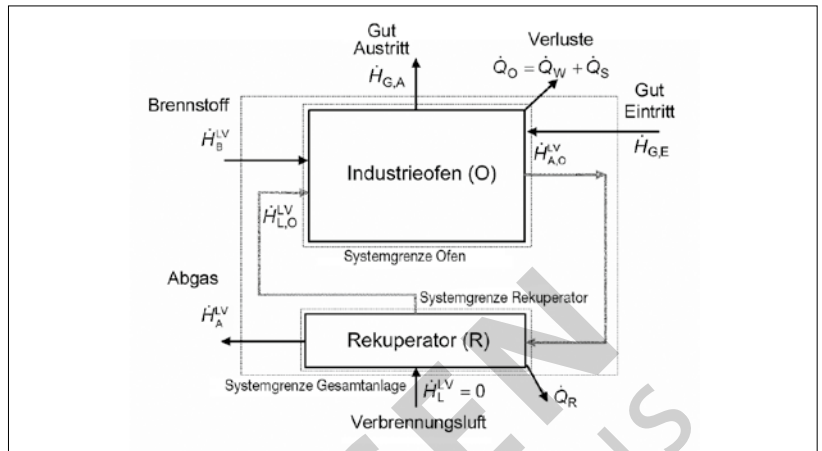 Gut
Austritt
Ḣ_G,A
Verluste
Q̇_O = Q̇_W + Q̇_S
Gut
Eintritt
Ḣ_G,E
Brennstoff
Ḣ_B^LV
Ḣ_A,O^LV
Industrieofen (O)
Ḣ_L,O^LV
Systemgrenze Ofen
Abgas
Systemgrenze Rekuperator
Ḣ_A^LV
Rekuperator (R)
Systemgrenze Gesamtanlage
Ḣ_L^LV = 0
Q̇_R
Verbrennungsluft